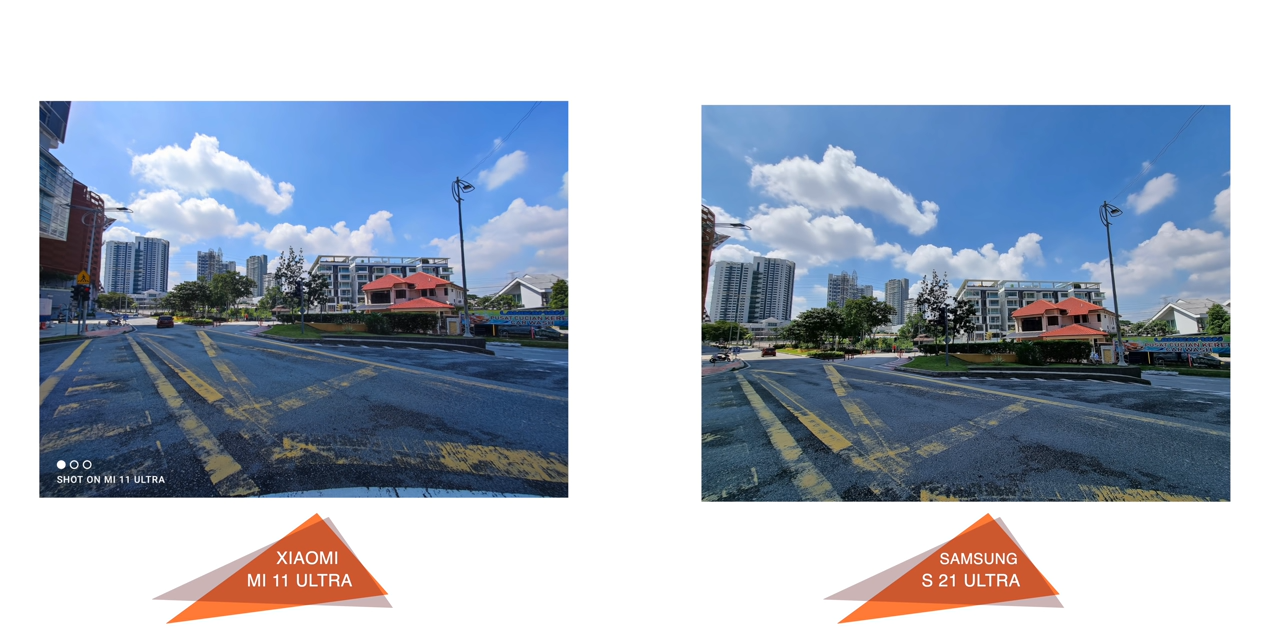 SHOT ON MI 11 ULTRA
XIAOMI
MI 11 ULTRA
SAMSUNG
S 21 ULTRA